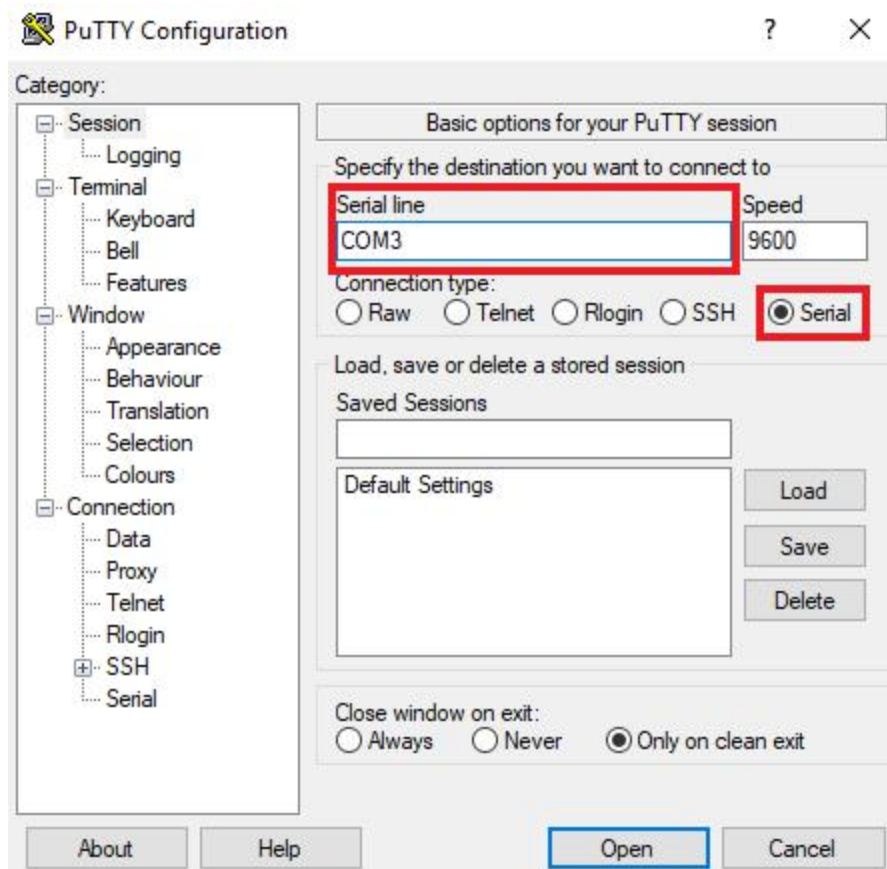 PuTTY Configuration
?
Category:
Session
Logging
Terminal
Keyboard
Bell
Features
Window
Appearance
Behaviour
Translation
Selection
Colours
Connection
Data
Proxy
Telnet
Rlogin
SSH
Serial
Basic options for your PuTTY session
Specify the destination you want to connect to
Serial line Speed
COM3 9600
Connection type:
Raw Telnet Rlogin SSH Serial
Load, save or delete a stored session
Saved Sessions
Default Settings
Load
Save
Delete
Close window on exit:
Always Never Only on clean exit
About Help Open Cancel